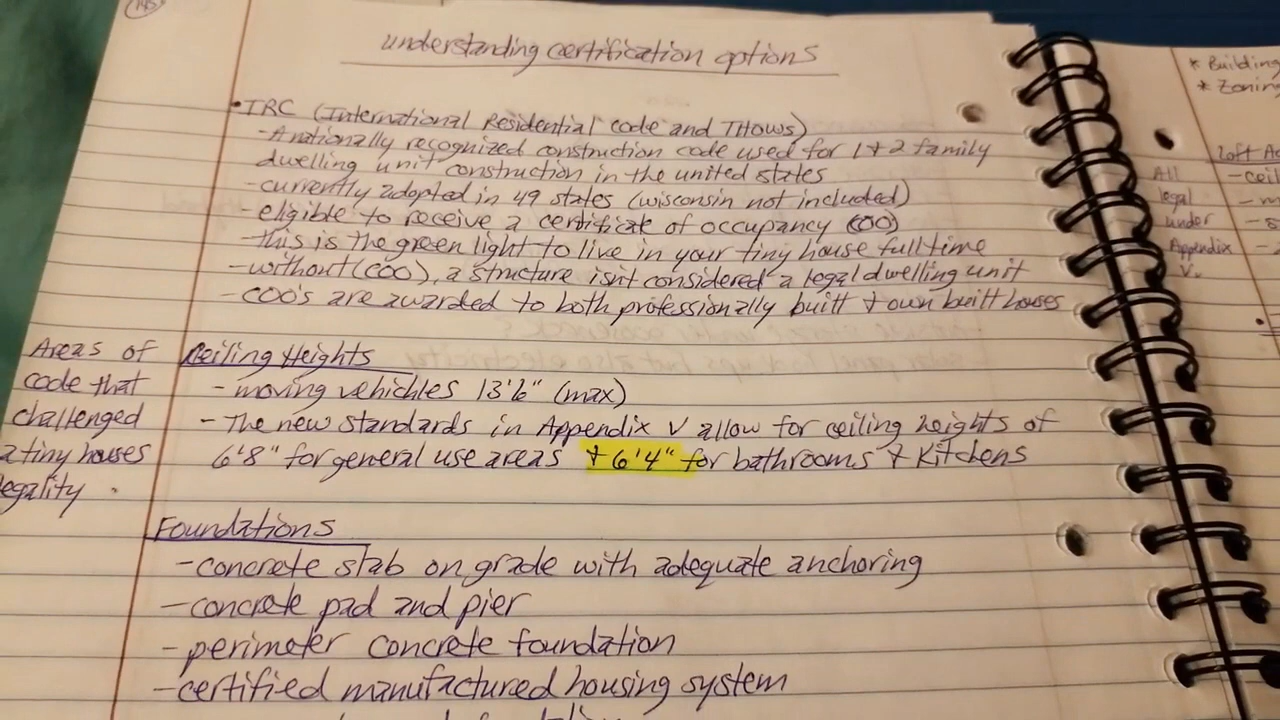 145
understanding certification options
• IRC (International Residential code and THOWs)
- A nationally recognized construction code used for 1 & 2 family
dwelling unit construction in the united states
- currently adopted in 49 states (wisconsin not included)
- eligible to receive a certificate of occupancy (COO)
- this is the green light to live in your tiny house fulltime
- without (COO), a structure isn't considered a legal dwelling unit
- COO's are awarded to both professionally built & own built houses
Areas of
code that
challenged
a tiny houses
legality.
Ceiling Heights
- moving vehichles 13'6" (max)
- The new standards in Appendix V allow for ceiling heights of
6'8" for general use areas & 6'4" for bathrooms & Kitchens
Foundations
- concrete slab on grade with adequate anchoring
- concrete pad and pier
- perimeter concrete foundation
- certified manufactured housing system
* Building
* Zoning
Loft
- ceil
All
legal
under
Appendix
V.